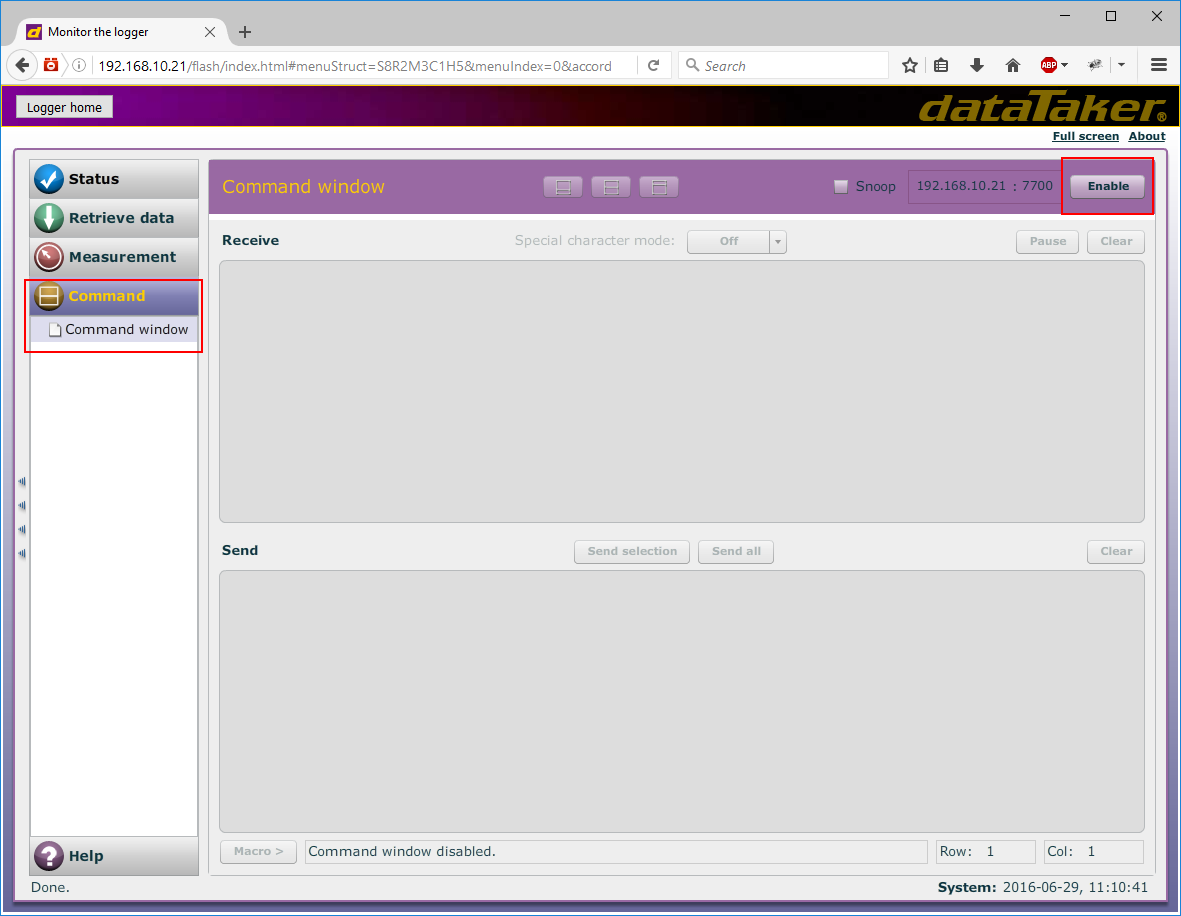 Monitor the logger
192.168.10.21/flash/index.html#menuStruct=S8R2M3C1H5&menuIndex=0&accord
Search
ABP
Logger home
dataTaker®
Full screen About
Status
Retrieve data
Measurement
Command
Command window
Help
Command window
Snoop 192.168.10.21 : 7700 Enable
Receive Special character mode: Off Pause Clear
Send Send selection Send all Clear
Macro > Command window disabled. Row: 1 Col: 1
Done. System: 2016-06-29, 11:10:41